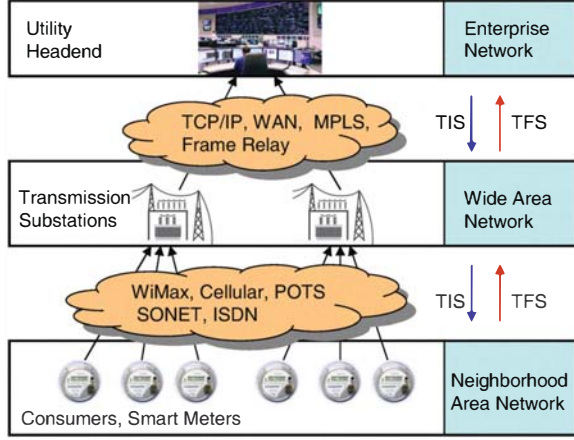 Utility
Headend
Enterprise
Network
TCP/IP, WAN, MPLS,
Frame Relay
TIS
TFS
Transmission
Substations
Wide Area
Network
WiMax, Cellular, POTS
SONET, ISDN
TIS
TFS
Consumers, Smart Meters
Neighborhood
Area Network